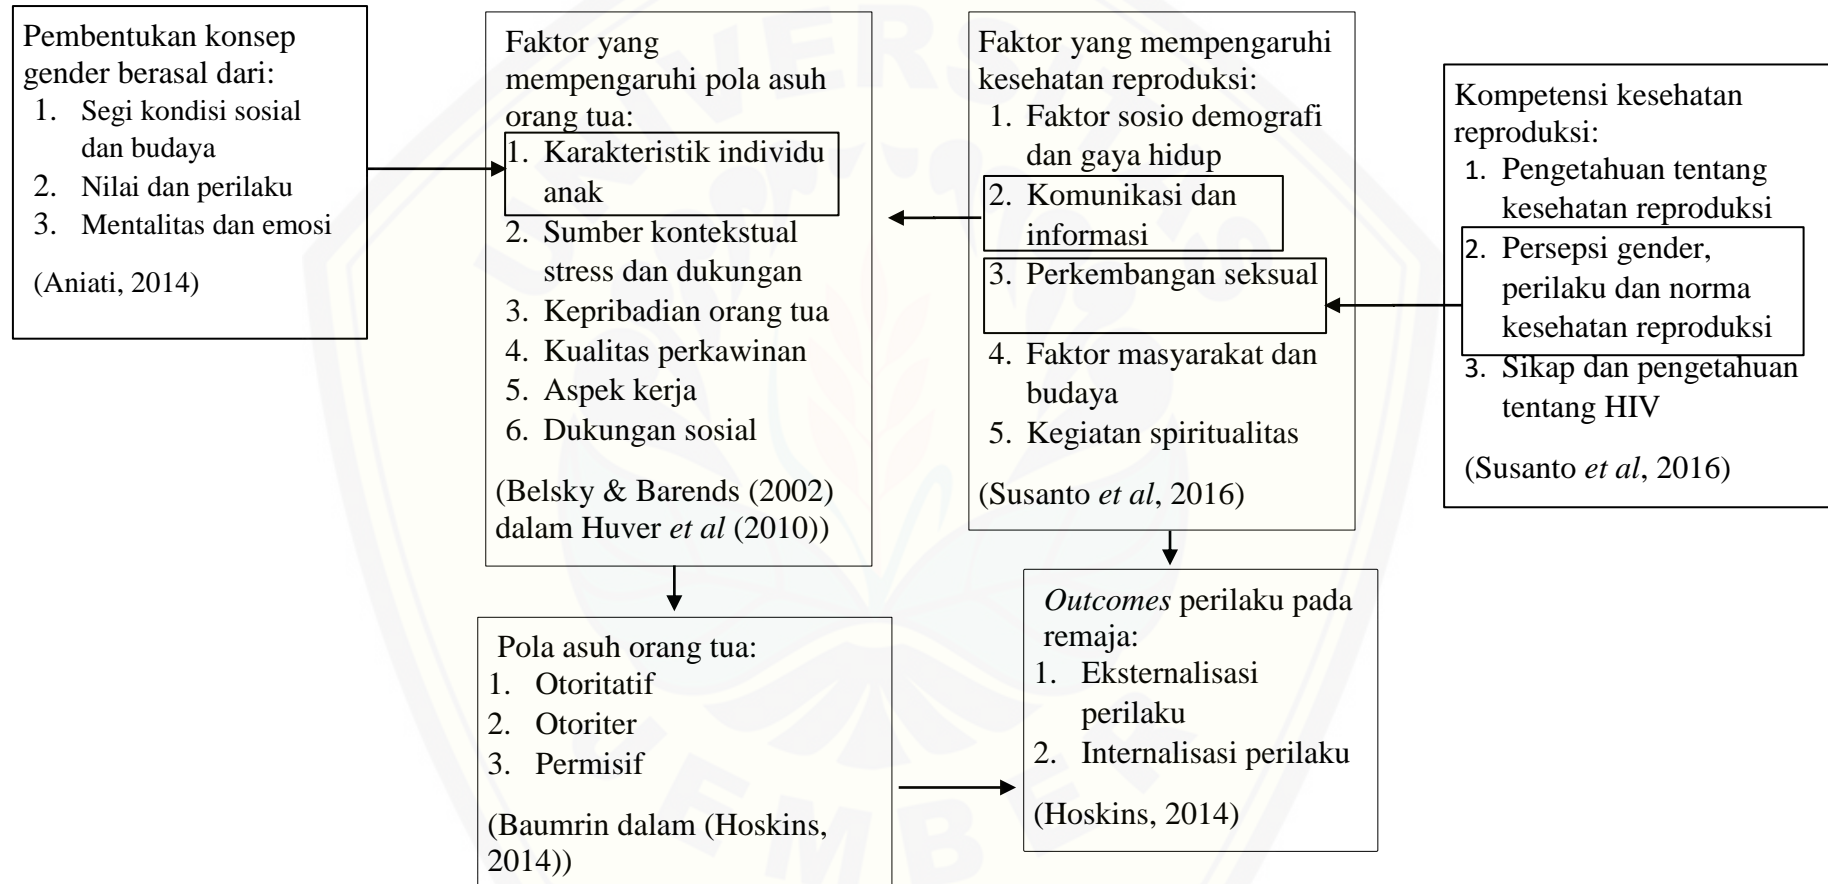 Pembentukan konsep
gender berasal dari:
1. Segi kondisi sosial
dan budaya
2. Nilai dan perilaku
3. Mentalitas dan emosi
(Aniati, 2014)
Faktor yang
mempengaruhi pola asuh
orang tua:
1. Karakteristik individu
anak
2. Sumber kontekstual
stress dan dukungan
3. Kepribadian orang tua
4. Kualitas perkawinan
5. Aspek kerja
6. Dukungan sosial
(Belsky & Barends (2002)
dalam Huver et al (2010))
Faktor yang mempengaruhi
kesehatan reproduksi:
1. Faktor sosio demografi
dan gaya hidup
2. Komunikasi dan
informasi
3. Perkembangan seksual
4. Faktor masyarakat dan
budaya
5. Kegiatan spiritualitas
(Susanto et al, 2016)
Kompetensi kesehatan
reproduksi:
1. Pengetahuan tentang
kesehatan reproduksi
2. Persepsi gender,
perilaku dan norma
kesehatan reproduksi
3. Sikap dan pengetahuan
tentang HIV
(Susanto et al, 2016)
Pola asuh orang tua:
1. Otoritatif
2. Otoriter
3. Permisif
(Baumrin dalam (Hoskins,
2014))
Outcomes perilaku pada
remaja:
1. Eksternalisasi
perilaku
2. Internalisasi perilaku
(Hoskins, 2014)